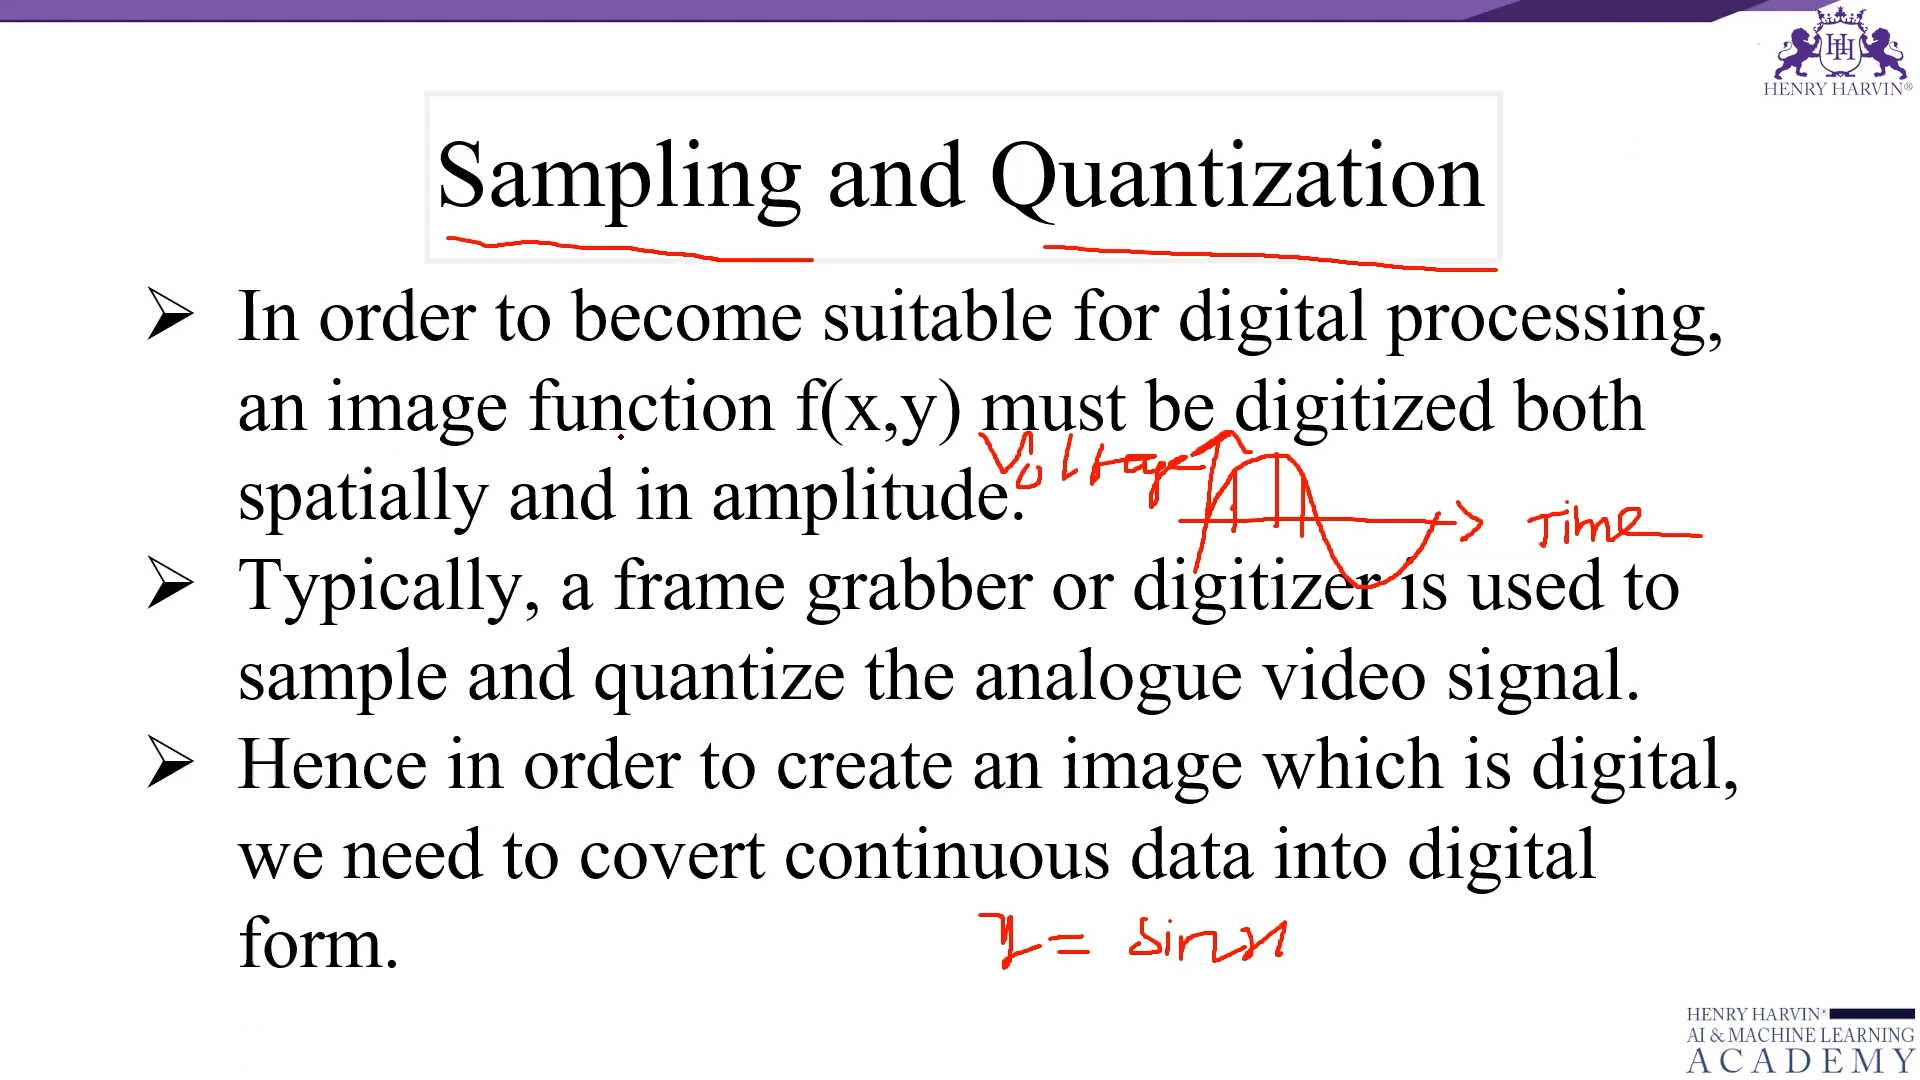 HENRY HARVIN®
Sampling and Quantization
➢ In order to become suitable for digital processing,
an image function f(x,y) must be digitized both
Voltage
spatially and in amplitude.
Time
➢ Typically, a frame grabber or digitizer is used to
sample and quantize the analogue video signal.
➢ Hence in order to create an image which is digital,
we need to covert continuous data into digital
form.
y = sin x
HENRY HARVIN®
AI & MACHINE LEARNING
ACADEMY